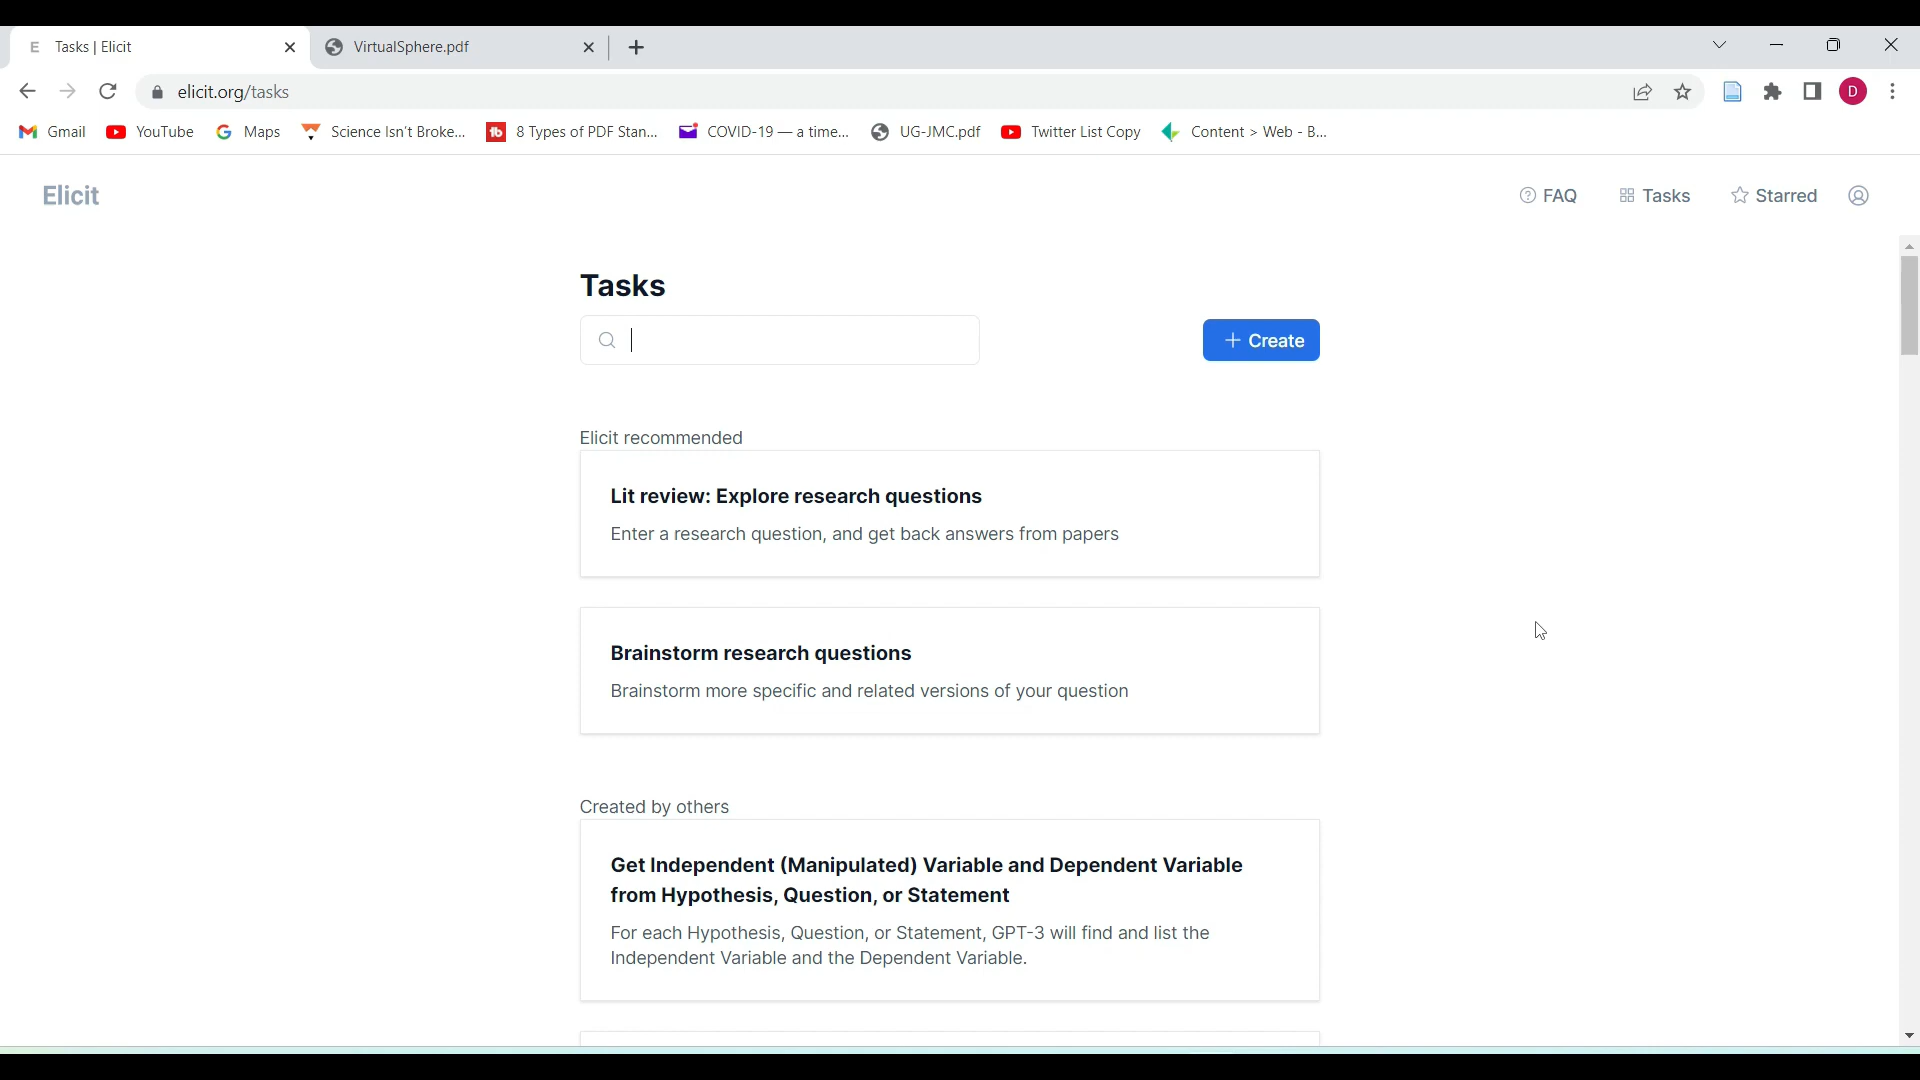 E Tasks | Elicit
VirtualSphere.pdf
elicit.org/tasks
D
Gmail
YouTube
Maps
Science Isn't Broke...
8 Types of PDF Stan...
COVID-19 — a time...
UG-JMC.pdf
Twitter List Copy
Content > Web - B...
Elicit
FAQ
Tasks
Starred
Tasks
Create
Elicit recommended
Lit review: Explore research questions
Enter a research question, and get back answers from papers
Brainstorm research questions
Brainstorm more specific and related versions of your question
Created by others
Get Independent (Manipulated) Variable and Dependent Variable
from Hypothesis, Question, or Statement
For each Hypothesis, Question, or Statement, GPT-3 will find and list the
Independent Variable and the Dependent Variable.